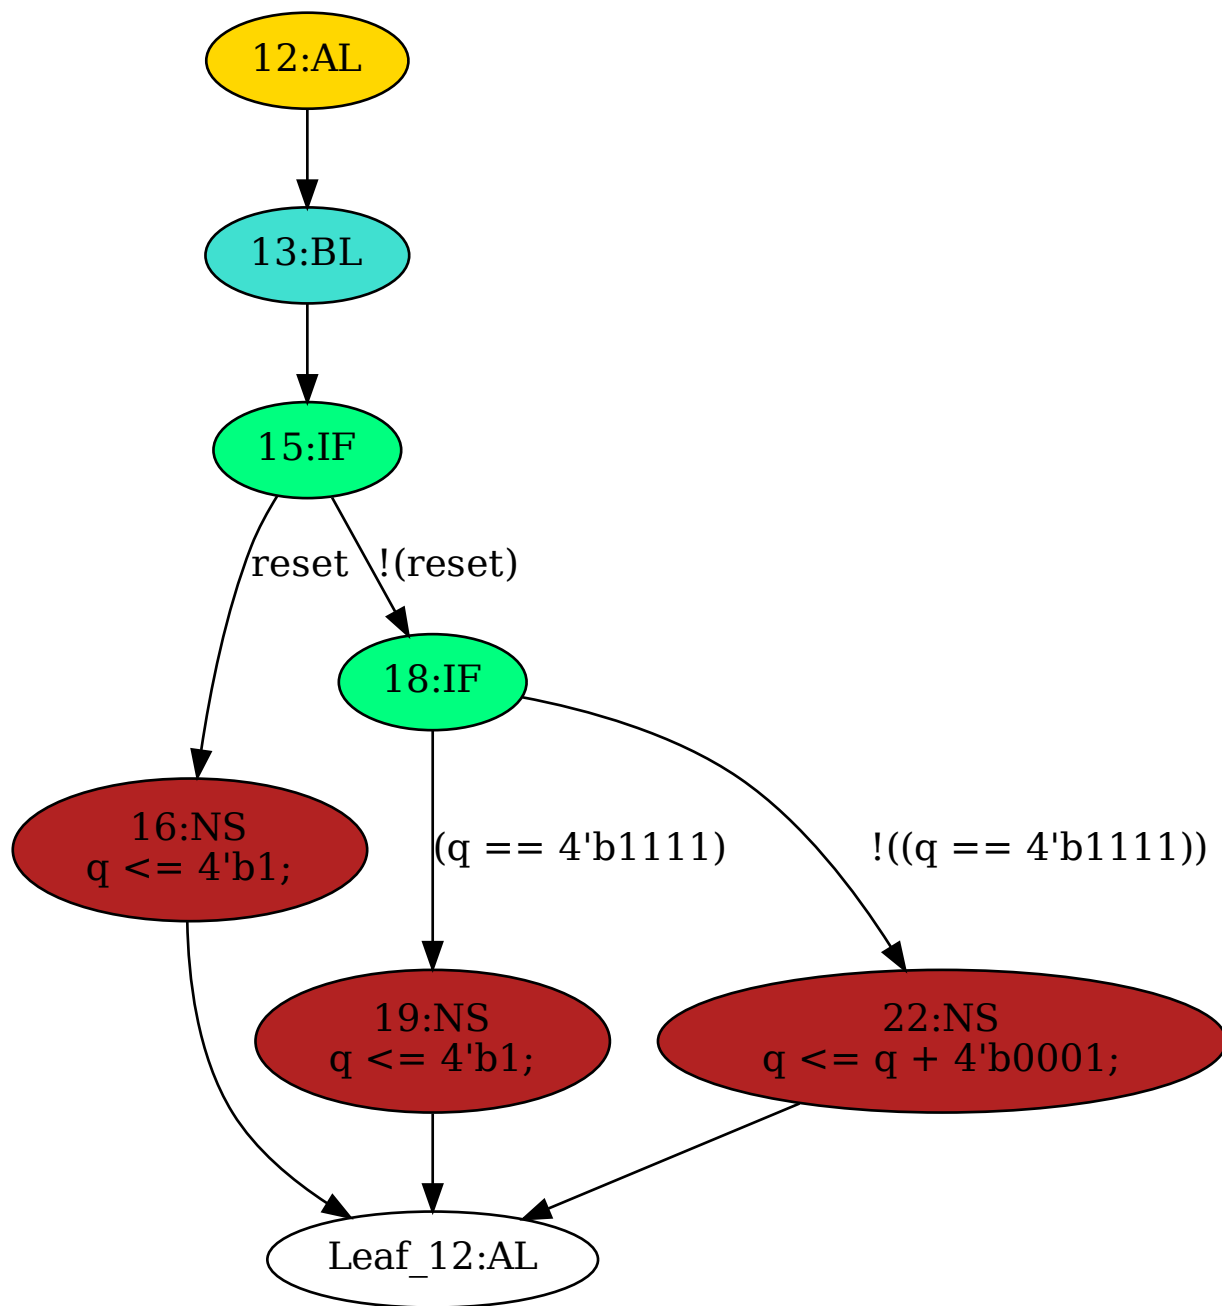 12:AL
13:BL
15:IF
reset
!(reset)
18:IF
16:NS
q <= 4'b1;
(q == 4'b1111)
!((q == 4'b1111))
19:NS
q <= 4'b1;
22:NS
q <= q + 4'b0001;
Leaf_12:AL